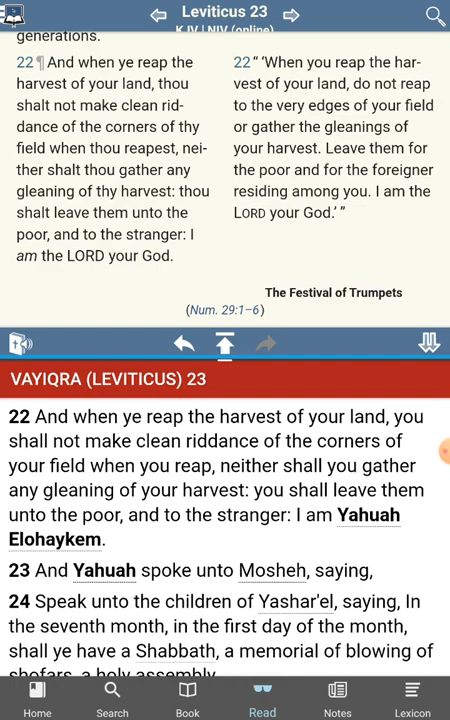 Leviticus 23
KJV | NIV (online)
generations.
22 ¶ And when ye reap the
harvest of your land, thou
shalt not make clean rid-
dance of the corners of thy
field when thou reapest, nei-
ther shalt thou gather any
gleaning of thy harvest: thou
shalt leave them unto the
poor, and to the stranger: I
am the LORD your God.
22 “ ‘When you reap the har-
vest of your land, do not reap
to the very edges of your field
or gather the gleanings of
your harvest. Leave them for
the poor and for the foreigner
residing among you. I am the
LORD your God.’ ”
The Festival of Trumpets
(Num. 29:1–6)
VAYIQRA (LEVITICUS) 23
22 And when ye reap the harvest of your land, you
shall not make clean riddance of the corners of
your field when you reap, neither shall you gather
any gleaning of your harvest: you shall leave them
unto the poor, and to the stranger: I am Yahuah
Elohaykem.
23 And Yahuah spoke unto Mosheh, saying,
24 Speak unto the children of Yashar'el, saying, In
the seventh month, in the first day of the month,
shall ye have a Shabbath, a memorial of blowing of
shofars, a holy assembly
Home
Search
Book
Read
Notes
Lexicon